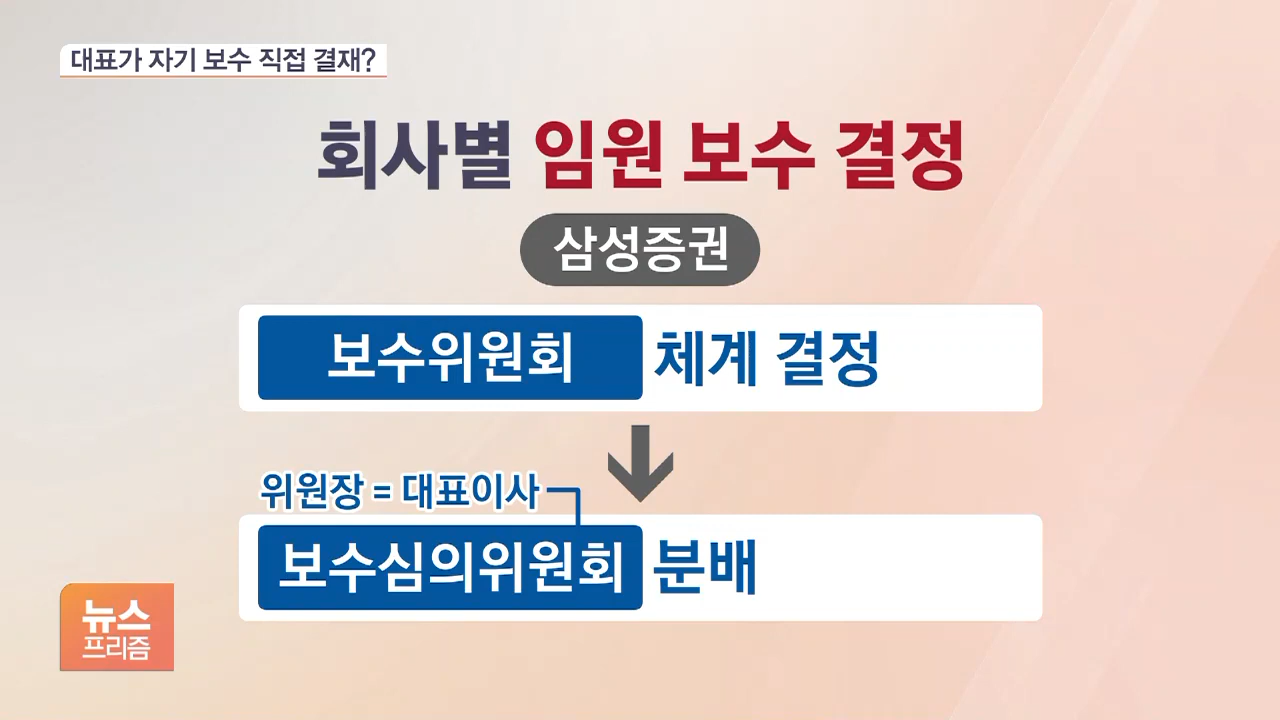 대표가 자기 보수 직접 결재?
회사별 임원 보수 결정
삼성증권
보수위원회 체계 결정
위원장 = 대표이사
보수심의위원회 분배
뉴스
프리즘